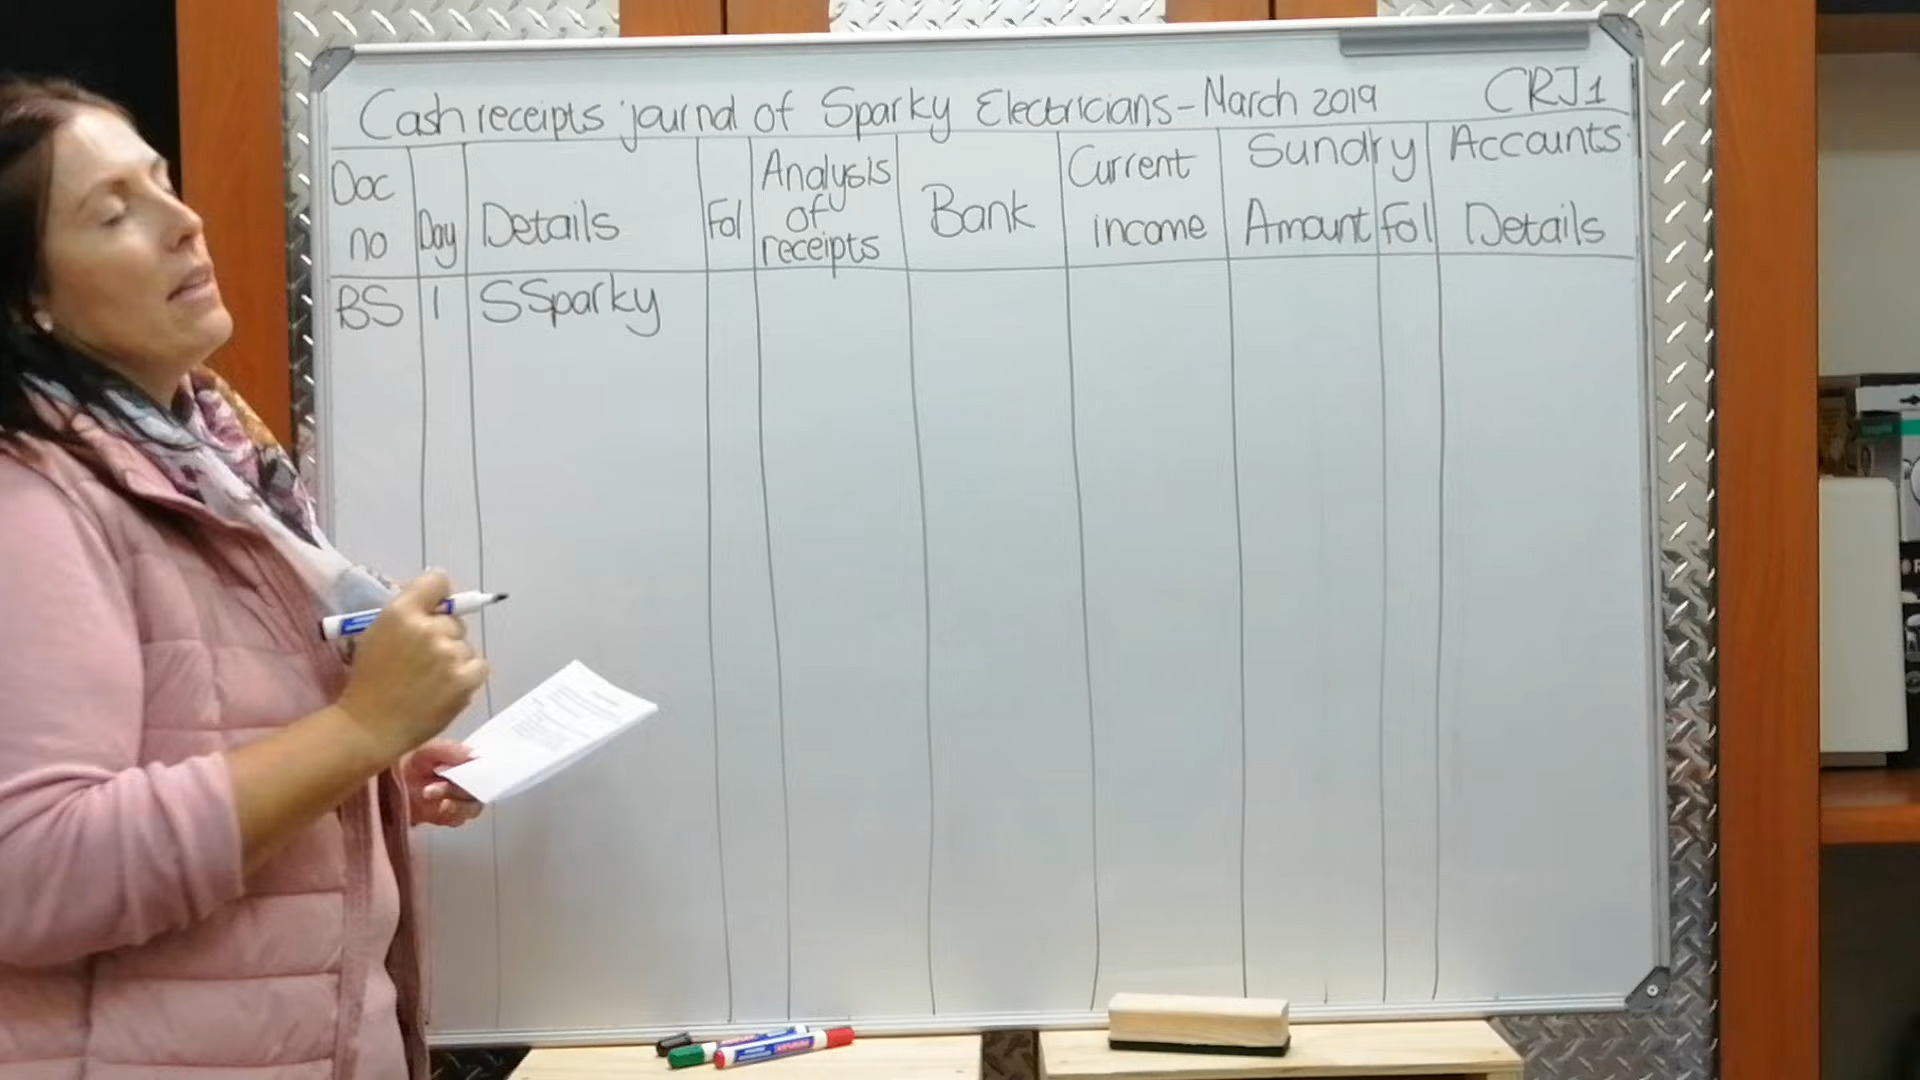 Cash receipts journal of Sparky Electricians - March 2019 CRJ1
Doc no Day Details Fol Analysis of receipts Bank Current income Sundry Accounts
Amount Fol Details
BS 1 S Sparky